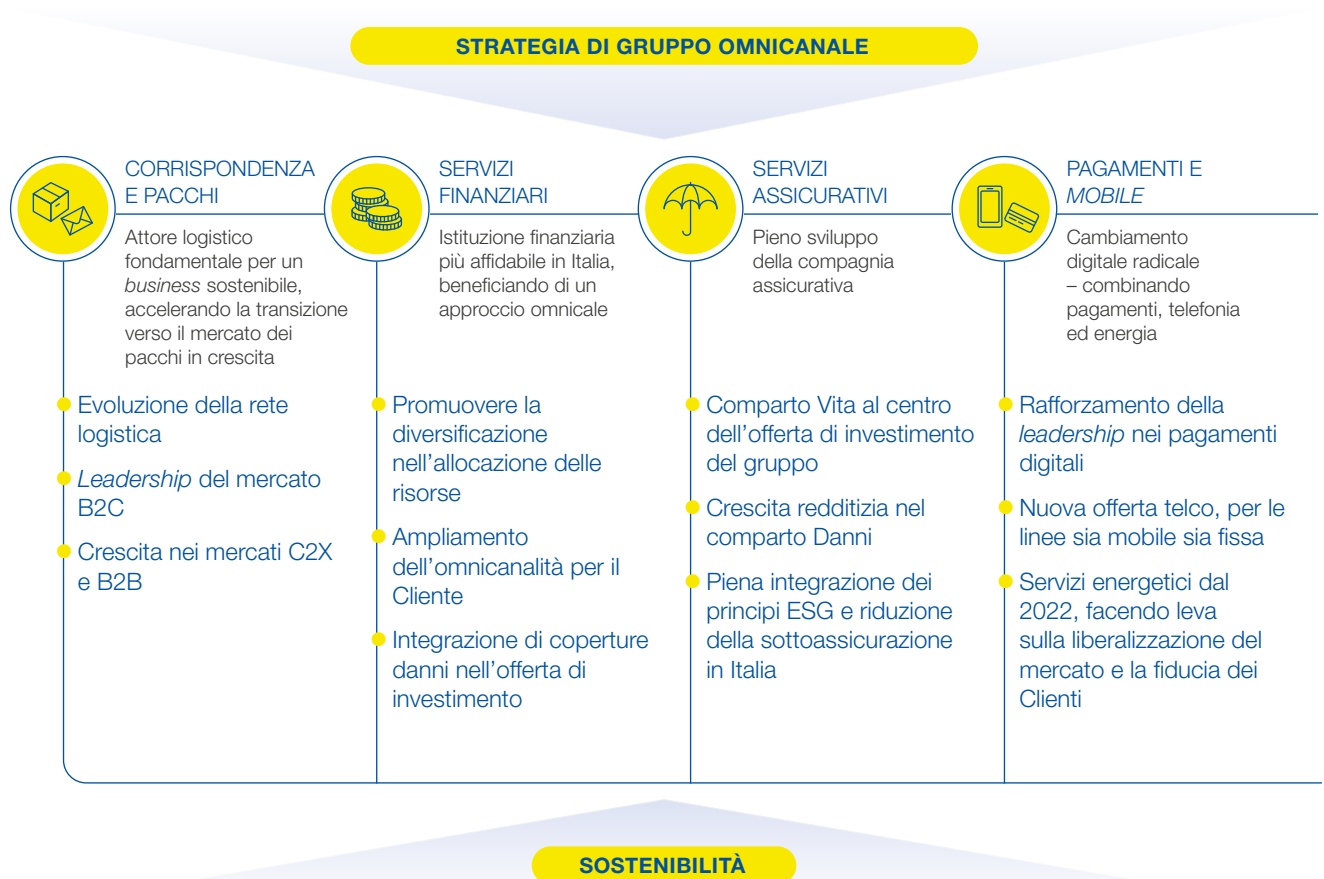 STRATEGIA DI GRUPPO OMNICANALE
CORRISPONDENZA
E PACCHI
Attore logistico
fondamentale per un
business sostenibile,
accelerando la transizione
verso il mercato dei
pacchi in crescita
Evoluzione della rete
logistica
Leadership del mercato
B2C
Crescita nei mercati C2X
e B2B
SERVIZI
FINANZIARI
Istituzione finanziaria
più affidabile in Italia,
beneficiando di un
approccio omnicale
Promuovere la
diversificazione
nell'allocazione delle
risorse
Ampliamento
dell'omnicanalità per il
Cliente
Integrazione di coperture
danni nell'offerta di
investimento
SERVIZI
ASSICURATIVI
Pieno sviluppo
della compagnia
assicurativa
Comparto Vita al centro
dell'offerta di investimento
del gruppo
Crescita redditizia nel
comparto Danni
Piena integrazione dei
principi ESG e riduzione
della sottoassicurazione
in Italia
PAGAMENTI E
MOBILE
Cambiamento
digitale radicale
– combinando
pagamenti, telefonia
ed energia
Rafforzamento della
leadership nei pagamenti
digitali
Nuova offerta telco, per le
linee sia mobile sia fissa
Servizi energetici dal
2022, facendo leva
sulla liberalizzazione del
mercato e la fiducia dei
Clienti
SOSTENIBILITÀ